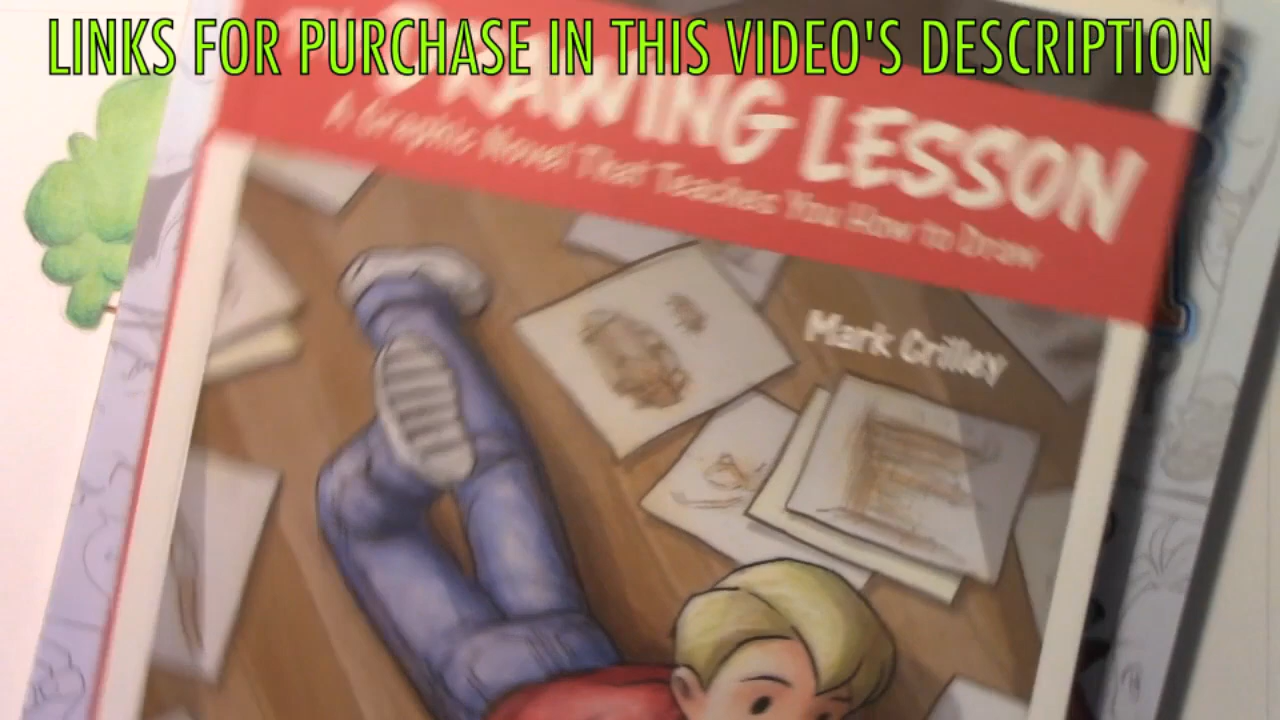 LINKS FOR PURCHASE IN THIS VIDEO'S DESCRIPTION
DRAWING LESSON
A Graphic Novel That Teaches You How to Draw
Mark Crilley